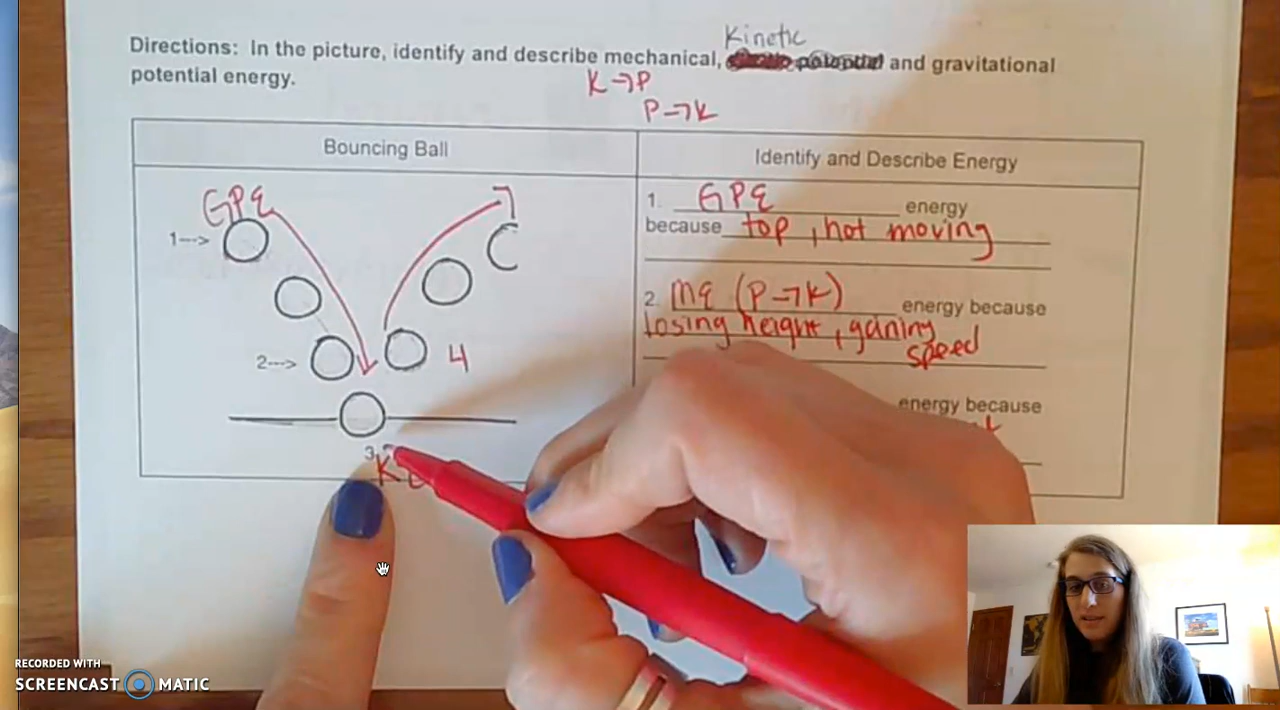 Kinetic
Directions: In the picture, identify and describe mechanical, and gravitational
potential energy.
K→P
P→K
Bouncing Ball
Identify and Describe Energy
GPE
1--->
2--->
4
3
KE
1. GPE energy
because top, not moving
2. ME (P→K) energy because
losing height, gaining
speed
energy because
RECORDED WITH
SCREENCAST MATIC